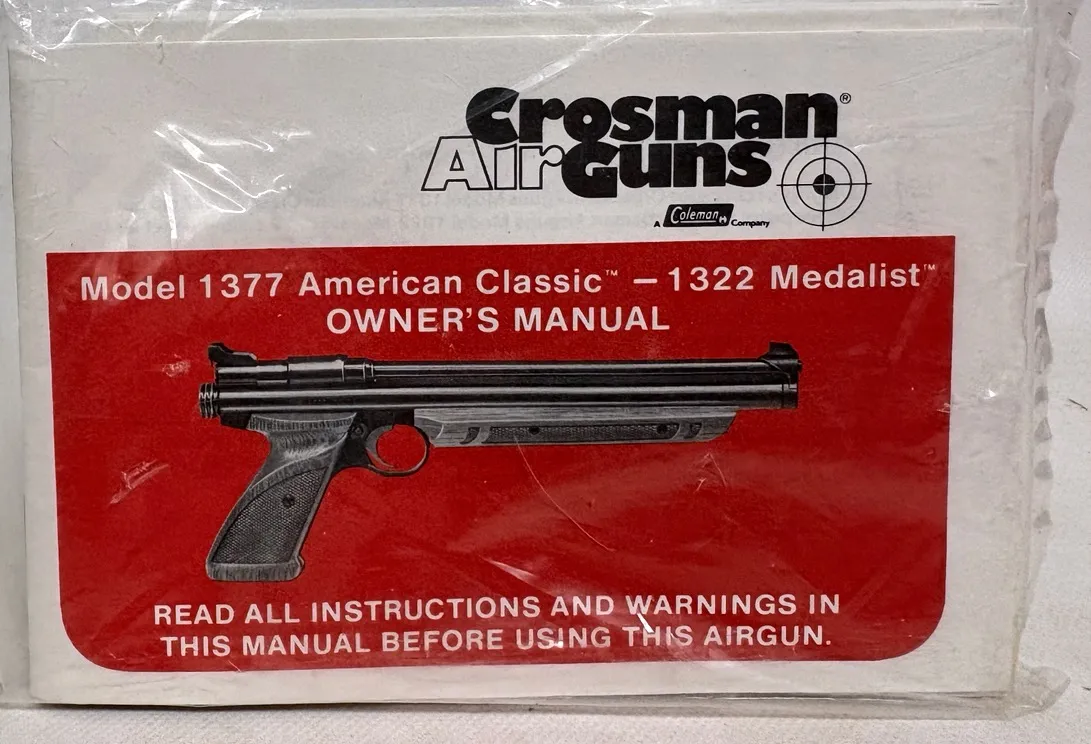 Crosman®
AirGuns
A Coleman Company
Model 1377 American Classic™ – 1322 Medalist™
OWNER'S MANUAL
READ ALL INSTRUCTIONS AND WARNINGS IN
THIS MANUAL BEFORE USING THIS AIRGUN.